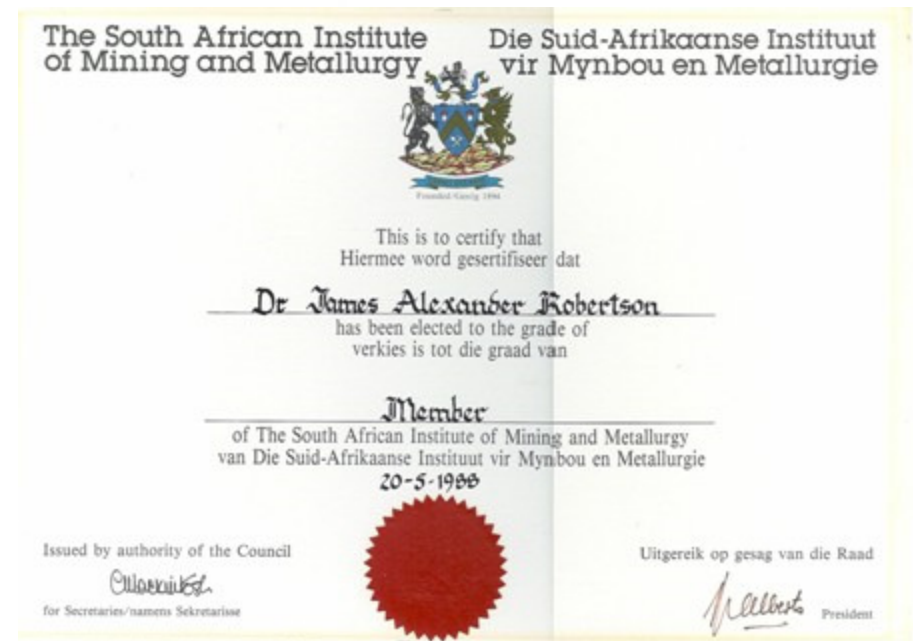 The South African Institute
of Mining and Metallurgy
Die Suid-Afrikaanse Instituut
vir Mynbou en Metallurgie
Founded/Gestig 1894
This is to certify that
Hiermee word gesertifiseer dat
Dr James Alexander Robertson
has been elected to the grade of
verkies is tot die graad van
Member
of The South African Institute of Mining and Metallurgy
van Die Suid-Afrikaanse Instituut vir Mynbou en Metallurgie
20-5-1988
Issued by authority of the Council
Uitgereik op gesag van die Raad
for Secretaries/namens Sekretarisse
President